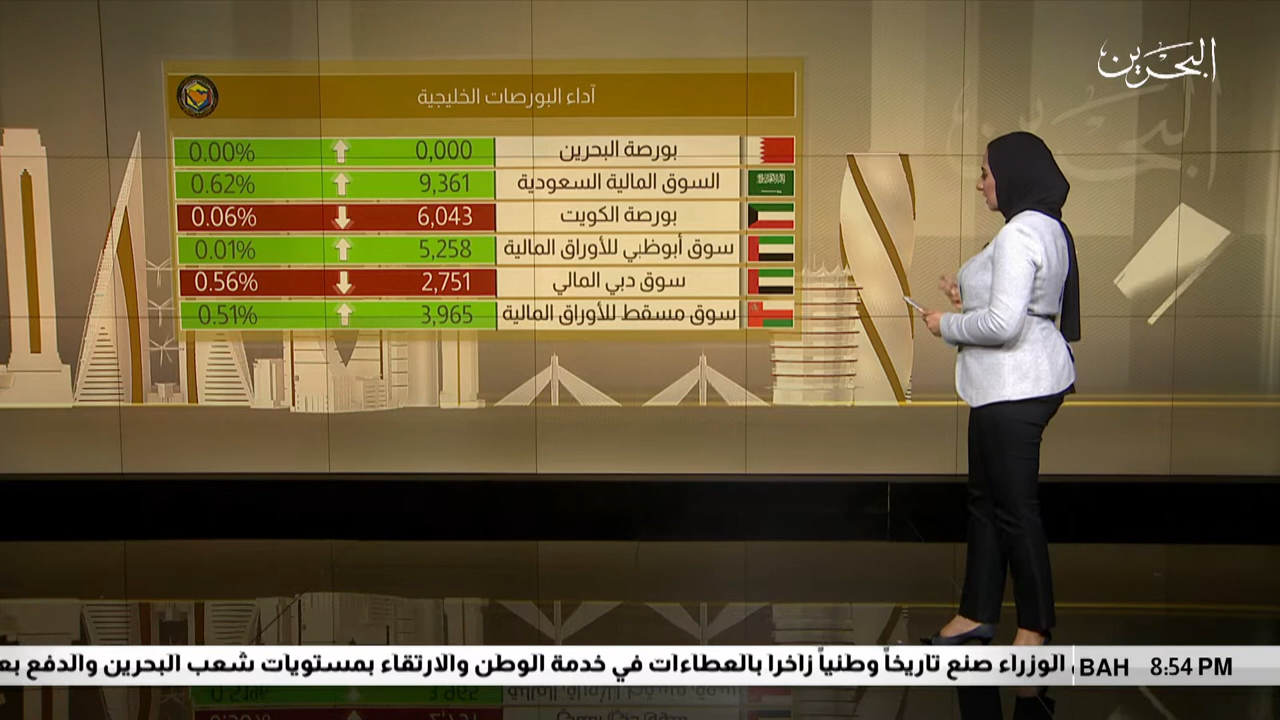 البحرين
آداء البورصات الخليجية
بورصة البحرين 0,000 0.00%
السوق المالية السعودية 9,361 0.62%
بورصة الكويت 6,043 0.06%
سوق أبوظبي للأوراق المالية 5,258 0.01%
سوق دبي المالي 2,751 0.56%
سوق مسقط للأوراق المالية 3,965 0.51%
الوزراء صنع تاريخاً وطنياً زاخرا بالعطاءات في خدمة الوطن والارتقاء بمستويات شعب البحرين والدفع بع
BAH 8:54 PM